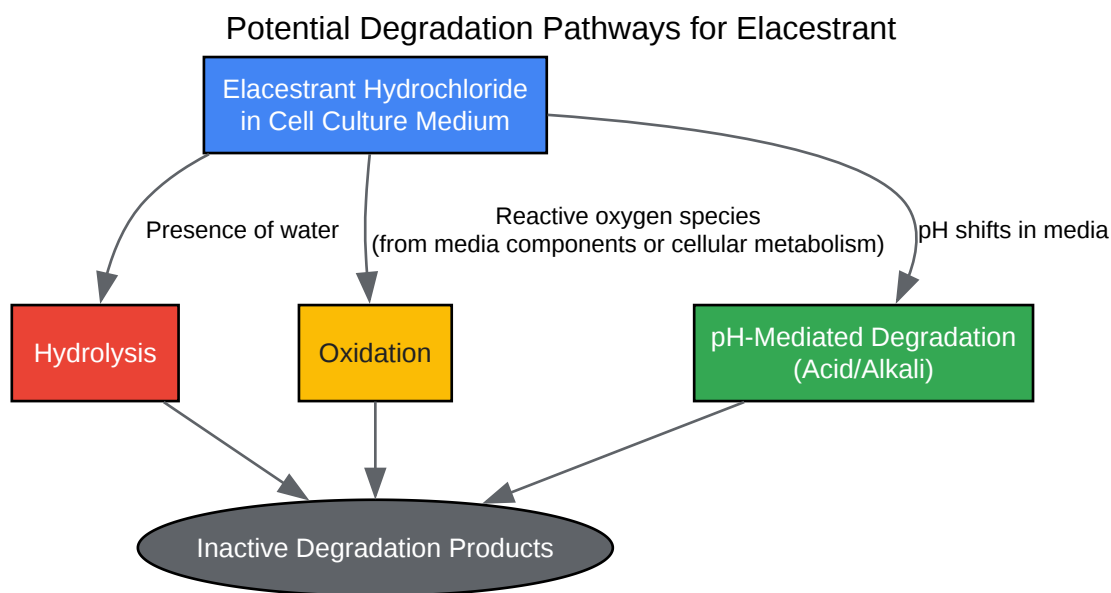 Potential Degradation Pathways for Elacestrant
Elacestrant Hydrochloride
in Cell Culture Medium
Presence of water
Reactive oxygen species
(from media components or cellular metabolism)
pH shifts in media
Hydrolysis
Oxidation
pH-Mediated Degradation
(Acid/Alkali)
Inactive Degradation Products